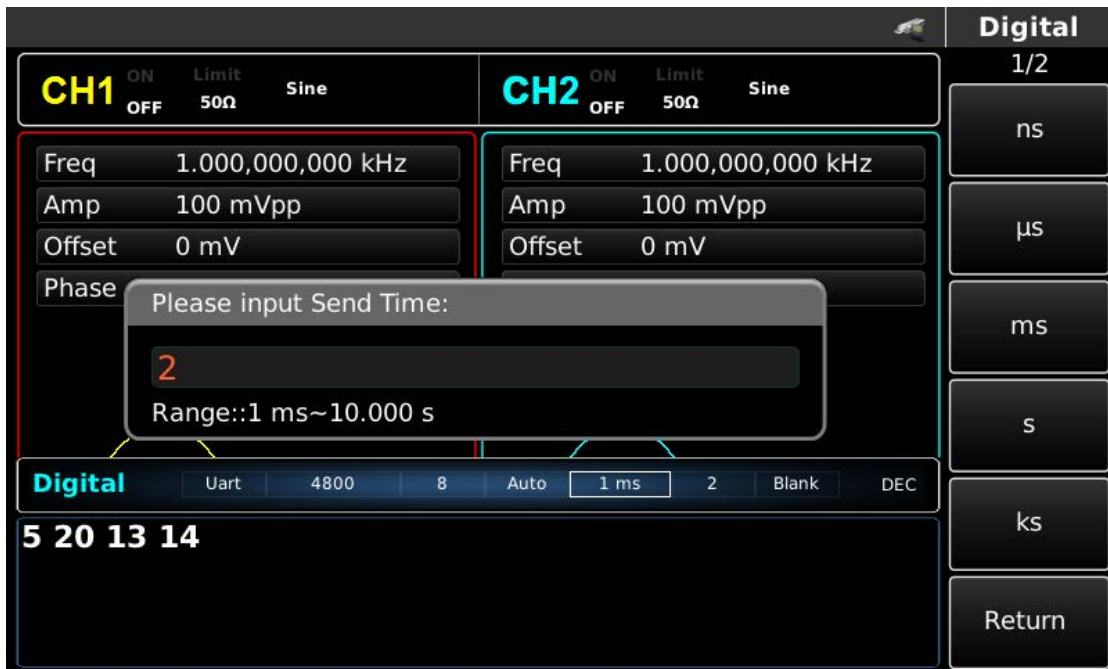 Digital
1/2
CH1 ON OFF Limit 50Ω Sine
CH2 ON OFF Limit 50Ω Sine
Freq 1.000,000,000 kHz
Amp 100 mVpp
Offset 0 mV
Phase
Freq 1.000,000,000 kHz
Amp 100 mVpp
Offset 0 mV
Please input Send Time:
2
Range::1 ms~10.000 s
Digital Uart 4800 8 Auto 1 ms 2 Blank DEC
5 20 13 14
ns
µs
ms
s
ks
Return